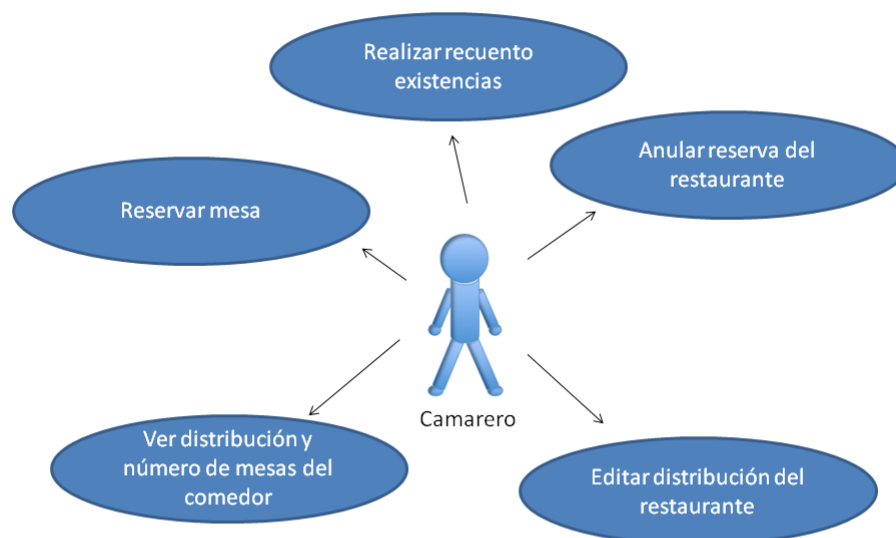 Realizar recuento
existencias
Anular reserva del
restaurante
Reservar mesa
Camarero
Ver distribución y
número de mesas del
comedor
Editar distribución del
restaurante